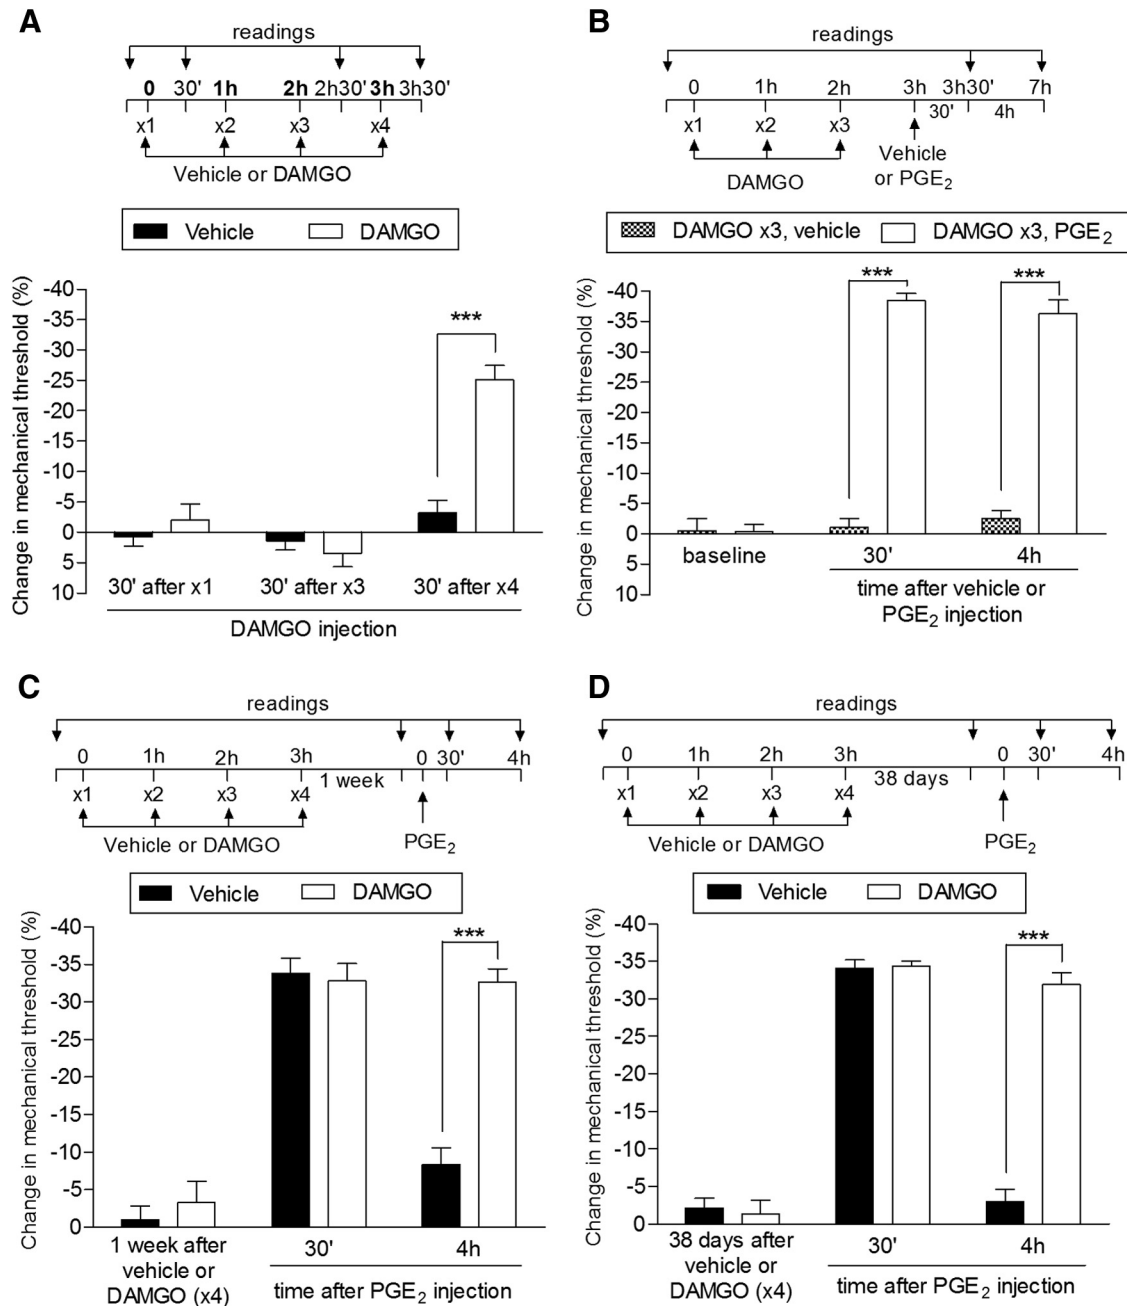 A
readings
0 30' 1h 2h 2h30' 3h 3h30'
x1 x2 x3 x4
Vehicle or DAMGO
Vehicle DAMGO
Change in mechanical threshold (%)
-40
-35
-30
-25
-20
-15
-10
-5
0
5
10
***
30' after x1 30' after x3 30' after x4
DAMGO injection
B
readings
0 1h 2h 3h 3h30' 7h
30' 4h
x1 x2 x3
Vehicle
or PGE2
DAMGO
DAMGO x3, vehicle DAMGO x3, PGE2
Change in mechanical threshold (%)
-40
-35
-30
-25
-20
-15
-10
-5
0
5
10
*** ***
baseline 30' 4h
time after vehicle or
PGE2 injection
C
readings
0 1h 2h 3h 0 30' 4h
1 week
x1 x2 x3 x4
Vehicle or DAMGO PGE2
Vehicle DAMGO
Change in mechanical threshold (%)
-40
-35
-30
-25
-20
-15
-10
-5
0
***
1 week after
vehicle or
DAMGO (x4)
30' 4h
time after PGE2 injection
D
readings
0 1h 2h 3h 0 30' 4h
38 days
x1 x2 x3 x4
Vehicle or DAMGO PGE2
Vehicle DAMGO
Change in mechanical threshold (%)
-40
-35
-30
-25
-20
-15
-10
-5
0
***
38 days after
vehicle or
DAMGO (x4)
30' 4h
time after PGE2 injection